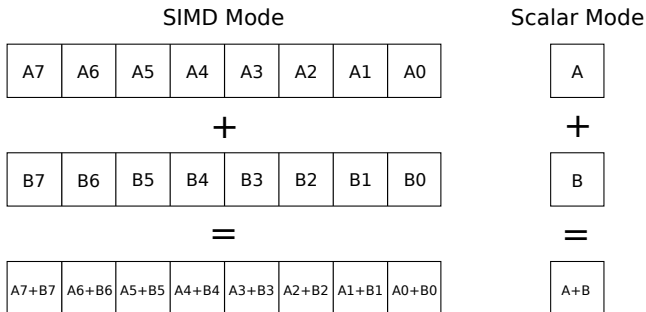 SIMD Mode Scalar Mode
A7 A6 A5 A4 A3 A2 A1 A0 A
+ +
B7 B6 B5 B4 B3 B2 B1 B0 B
= =
A7+B7 A6+B6 A5+B5 A4+B4 A3+B3 A2+B2 A1+B1 A0+B0 A+B